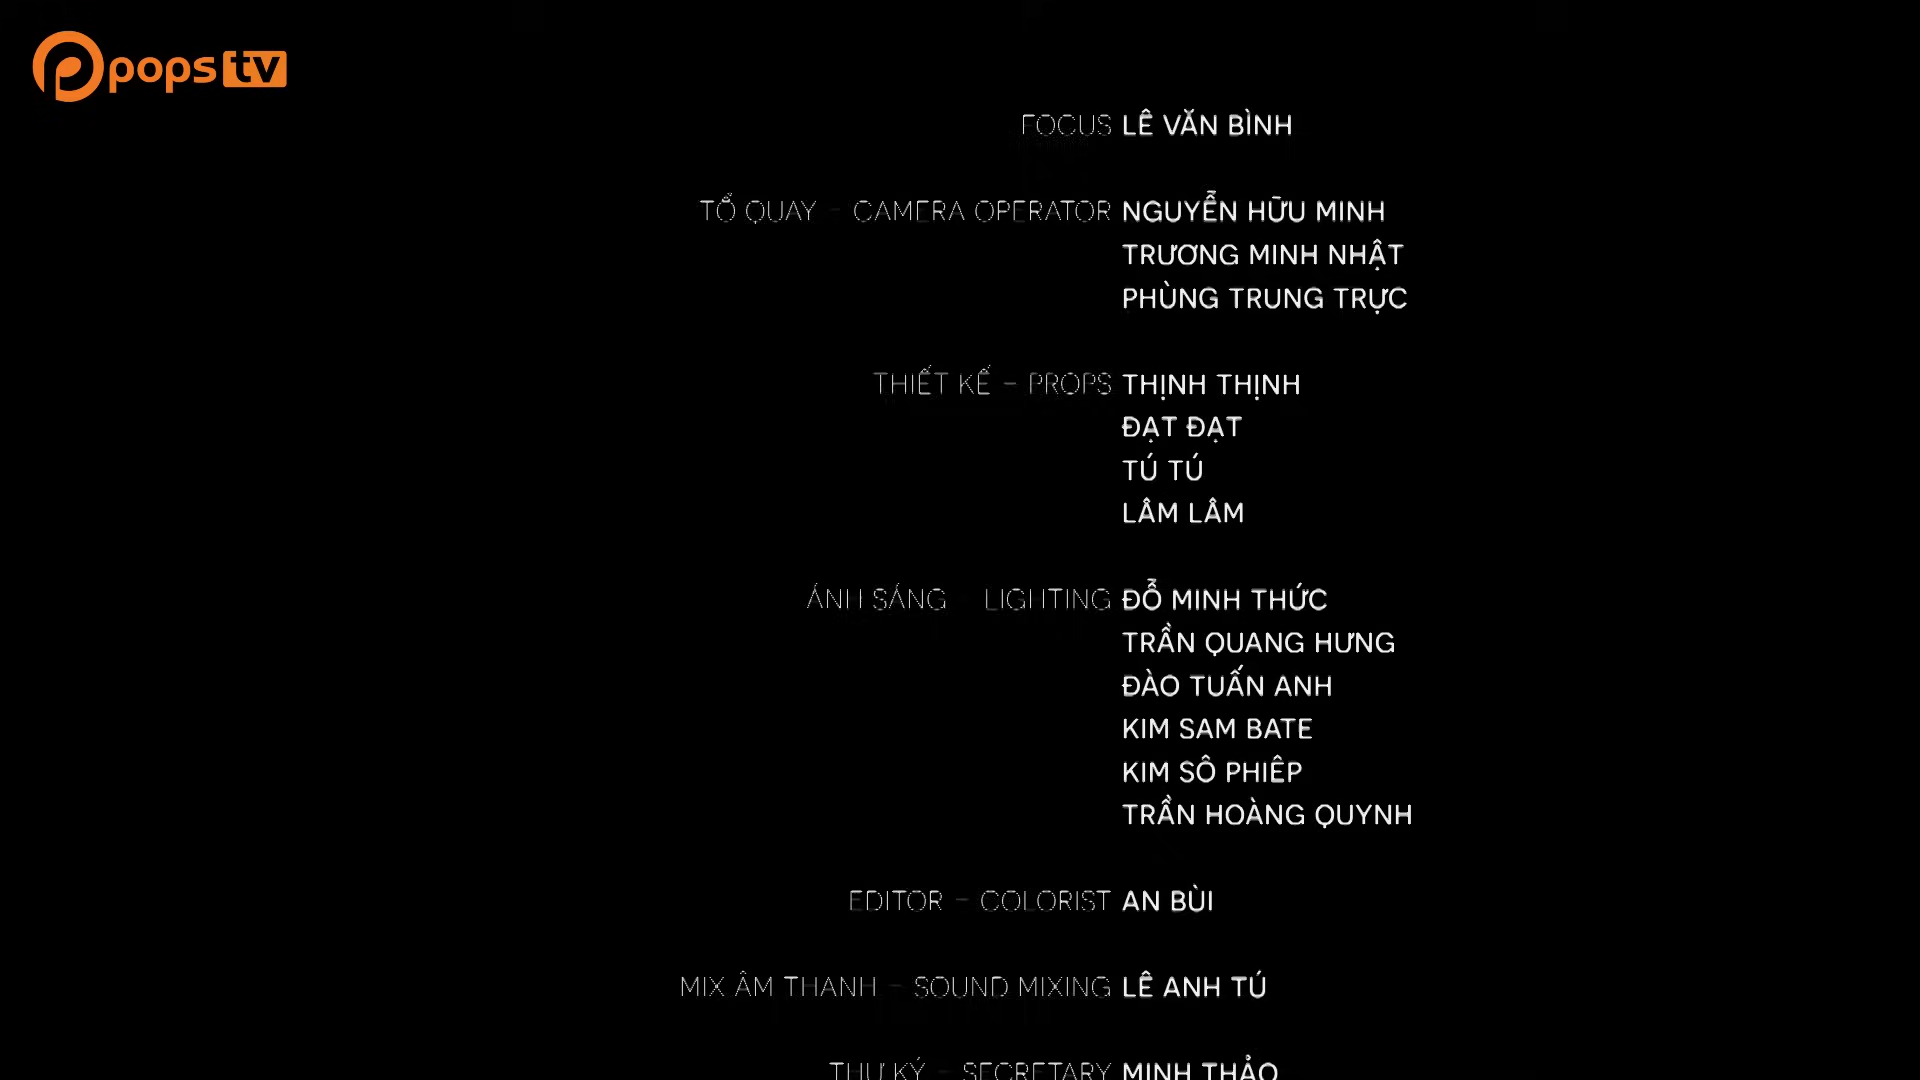 pops tv
FOCUS LÊ VĂN BÌNH
TỔ QUAY - CAMERA OPERATOR NGUYỄN HỮU MINH
TRƯƠNG MINH NHẬT
PHÙNG TRUNG TRỰC
THIẾT KẾ - PROPS THỊNH THỊNH
ĐẠT ĐẠT
TÚ TÚ
LÂM LÂM
ÁNH SÁNG - LIGHTING ĐỖ MINH THỨC
TRẦN QUANG HƯNG
ĐÀO TUẤN ANH
KIM SAM BATE
KIM SÔ PHIÊP
TRẦN HOÀNG QUYNH
EDITOR - COLORIST AN BÙI
MIX ÂM THANH - SOUND MIXING LÊ ANH TÚ
THƯ KÝ - SECRETARY MINH THẢO